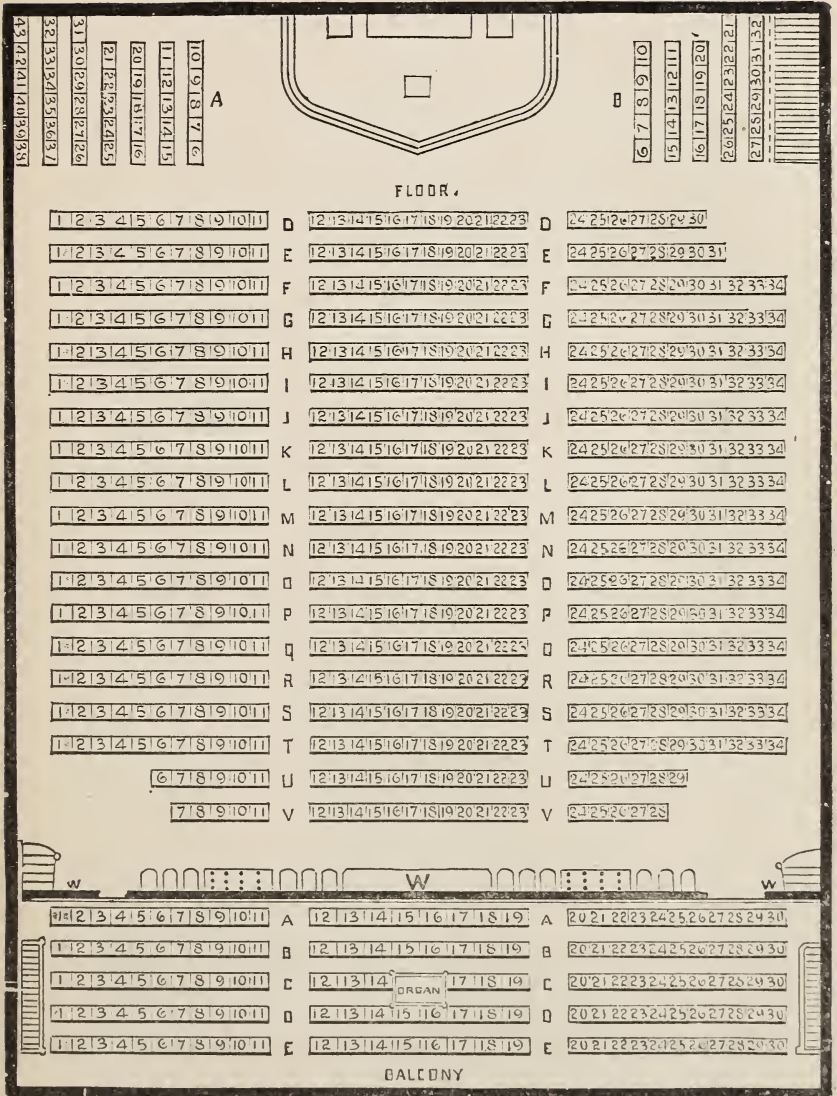 43 42 41 40 39 38
32 33 34 35 36 37
31 30 29 28 27 26
21 22 23 24 25
20 19 18 17 16
11 12 13 14 15
10 9 8 7 6
A
B
6 7 8 9 10
15 14 13 12 11
16 17 18 19 20
26 25 24 23 22 21
27 28 29 30 31 32
FLOOR.
1 2 3 4 5 6 7 8 9 10 11 D 12 13 14 15 16 17 18 19 20 21 22 23 D 24 25 26 27 28 29 30
1 2 3 4 5 6 7 8 9 10 11 E 12 13 14 15 16 17 18 19 20 21 22 23 E 24 25 26 27 28 29 30 31
1 2 3 4 5 6 7 8 9 10 11 F 12 13 14 15 16 17 18 19 20 21 22 23 F 24 25 26 27 28 29 30 31 32 33 34
1 2 3 4 5 6 7 8 9 10 11 G 12 13 14 15 16 17 18 19 20 21 22 23 G 24 25 26 27 28 29 30 31 32 33 34
1 2 3 4 5 6 7 8 9 10 11 H 12 13 14 15 16 17 18 19 20 21 22 23 H 24 25 26 27 28 29 30 31 32 33 34
1 2 3 4 5 6 7 8 9 10 11 I 12 13 14 15 16 17 18 19 20 21 22 23 I 24 25 26 27 28 29 30 31 32 33 34
1 2 3 4 5 6 7 8 9 10 11 J 12 13 14 15 16 17 18 19 20 21 22 23 J 24 25 26 27 28 29 30 31 32 33 34
1 2 3 4 5 6 7 8 9 10 11 K 12 13 14 15 16 17 18 19 20 21 22 23 K 24 25 26 27 28 29 30 31 32 33 34
1 2 3 4 5 6 7 8 9 10 11 L 12 13 14 15 16 17 18 19 20 21 22 23 L 24 25 26 27 28 29 30 31 32 33 34
1 2 3 4 5 6 7 8 9 10 11 M 12 13 14 15 16 17 18 19 20 21 22 23 M 24 25 26 27 28 29 30 31 32 33 34
1 2 3 4 5 6 7 8 9 10 11 N 12 13 14 15 16 17 18 19 20 21 22 23 N 24 25 26 27 28 29 30 31 32 33 34
1 2 3 4 5 6 7 8 9 10 11 O 12 13 14 15 16 17 18 19 20 21 22 23 O 24 25 26 27 28 29 30 31 32 33 34
1 2 3 4 5 6 7 8 9 10 11 P 12 13 14 15 16 17 18 19 20 21 22 23 P 24 25 26 27 28 29 30 31 32 33 34
1 2 3 4 5 6 7 8 9 10 11 Q 12 13 14 15 16 17 18 19 20 21 22 23 Q 24 25 26 27 28 29 30 31 32 33 34
1 2 3 4 5 6 7 8 9 10 11 R 12 13 14 15 16 17 18 19 20 21 22 23 R 24 25 26 27 28 29 30 31 32 33 34
1 2 3 4 5 6 7 8 9 10 11 S 12 13 14 15 16 17 18 19 20 21 22 23 S 24 25 26 27 28 29 30 31 32 33 34
1 2 3 4 5 6 7 8 9 10 11 T 12 13 14 15 16 17 18 19 20 21 22 23 T 24 25 26 27 28 29 30 31 32 33 34
6 7 8 9 10 11 U 12 13 14 15 16 17 18 19 20 21 22 23 U 24 25 26 27 28 29
7 8 9 10 11 V 12 13 14 15 16 17 18 19 20 21 22 23 V 24 25 26 27 28
W W W
1 2 3 4 5 6 7 8 9 10 11 A 12 13 14 15 16 17 18 19 A 20 21 22 23 24 25 26 27 28 29 30
1 2 3 4 5 6 7 8 9 10 11 B 12 13 14 15 16 17 18 19 B 20 21 22 23 24 25 26 27 28 29 30
1 2 3 4 5 6 7 8 9 10 11 C 12 13 14 ORGAN 17 18 19 C 20 21 22 23 24 25 26 27 28 29 30
1 2 3 4 5 6 7 8 9 10 11 D 12 13 14 15 16 17 18 19 D 20 21 22 23 24 25 26 27 28 29 30
1 2 3 4 5 6 7 8 9 10 11 E 12 13 14 15 16 17 18 19 E 20 21 22 23 24 25 26 27 28 29 30
BALCONY